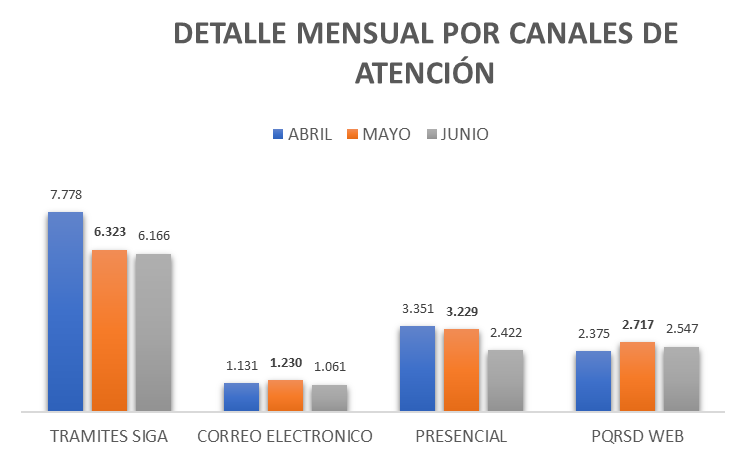 DETALLE MENSUAL POR CANALES DE
ATENCIÓN
ABRIL MAYO JUNIO
7.778
6.323
6.166
1.131
1.230
1.061
3.351
3.229
2.422
2.375
2.717
2.547
TRAMITES SIGA
CORREO ELECTRONICO
PRESENCIAL
PQRSD WEB